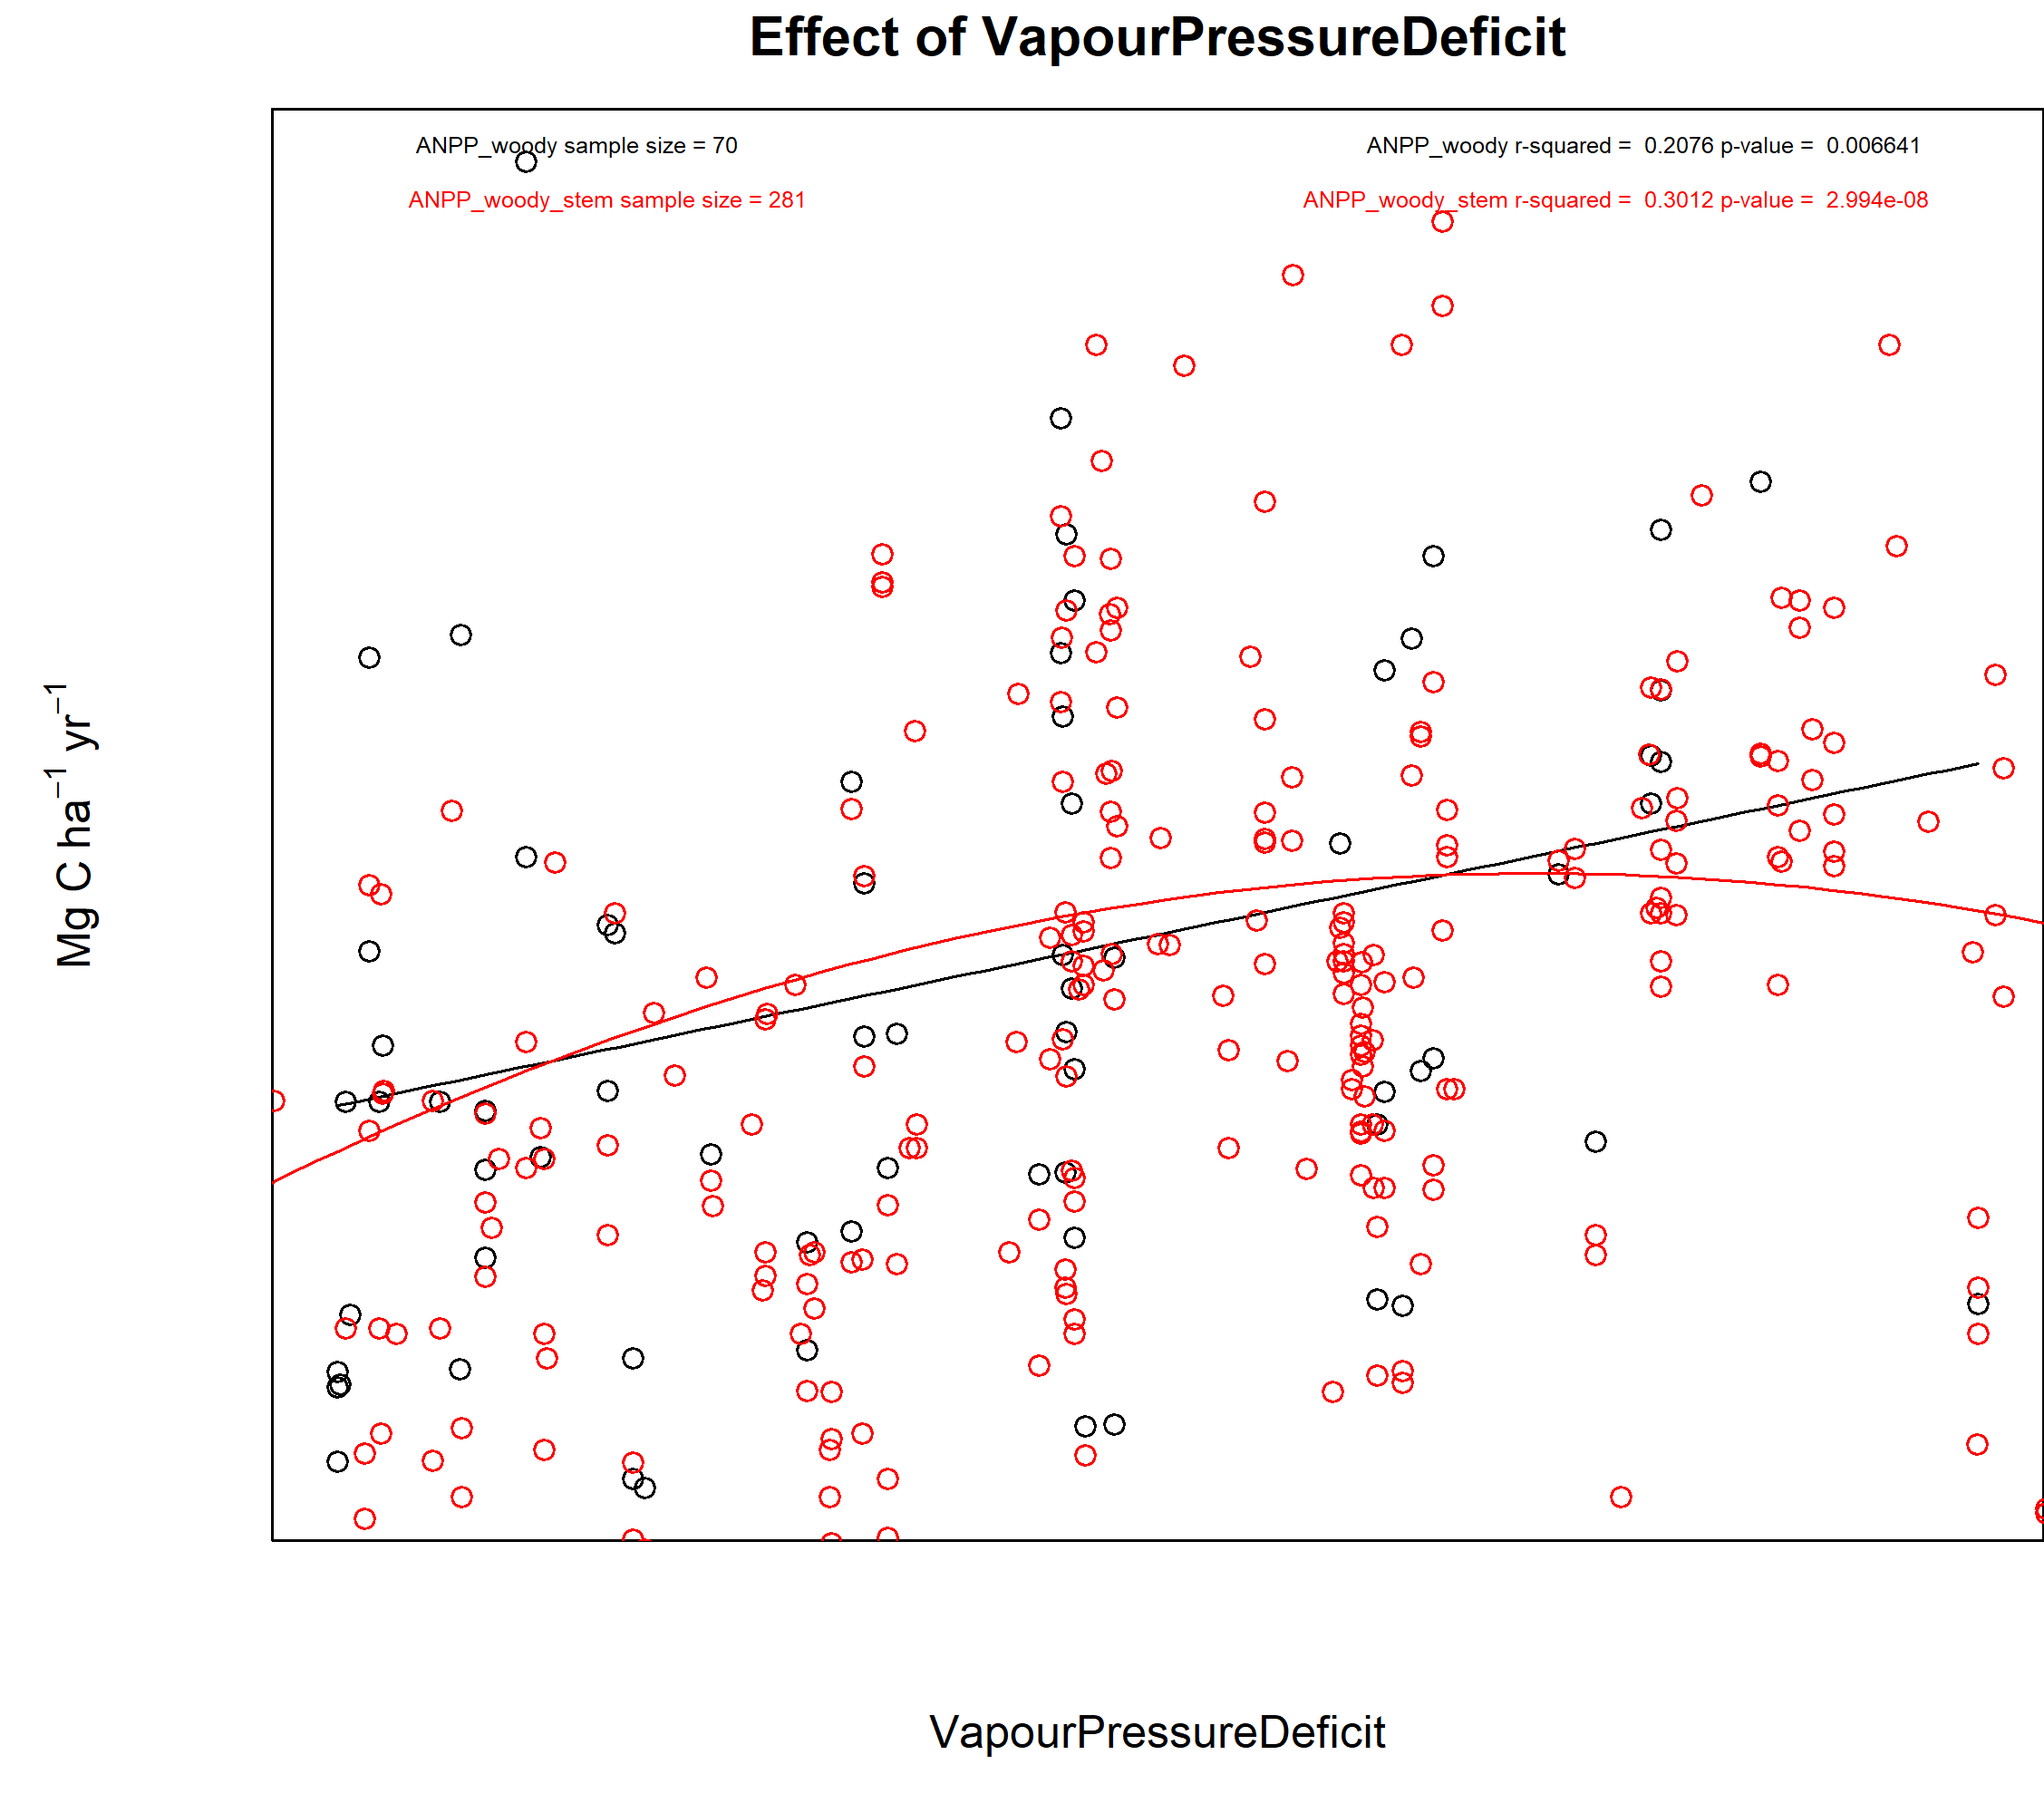 Effect of VapourPressureDeficit
ANPP_woody sample size = 70
ANPP_woody r-squared = 0.2076 p-value = 0.006641
ANPP_woody_stem sample size = 281
ANPP_woody_stem r-squared = 0.3012 p-value = 2.994e-08
Mg C ha⁻¹ yr⁻¹
VapourPressureDeficit